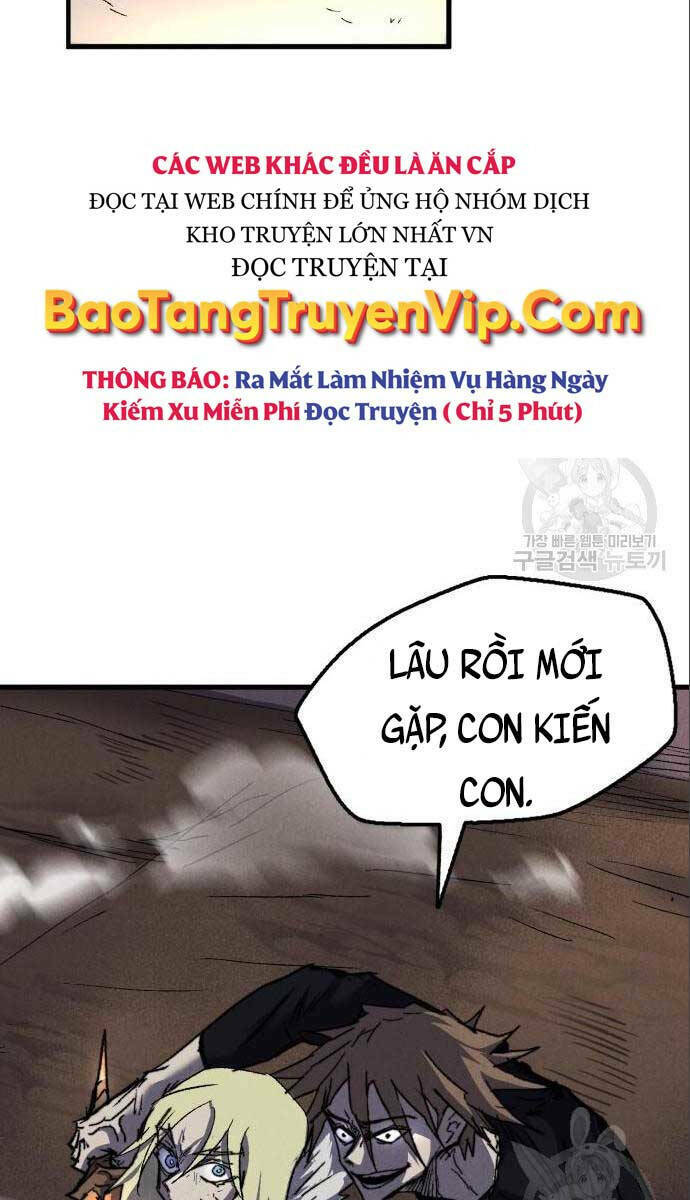 CÁC WEB KHÁC ĐỀU LÀ ĂN CẮP
ĐỌC TẠI WEB CHÍNH ĐỂ ỦNG HỘ NHÓM DỊCH
KHO TRUYỆN LỚN NHẤT VN
ĐỌC TRUYỆN TẠI
BaoTangTruyenVip.Com
THÔNG BÁO: Ra Mắt Làm Nhiệm Vụ Hàng Ngày
Kiếm Xu Miễn Phí Đọc Truyện ( Chỉ 5 Phút)
가장 빠른 웹툰 미리보기
구글검색 뉴토끼
LÂU RỒI MỚI
GẶP, CON KIẾN
CON.